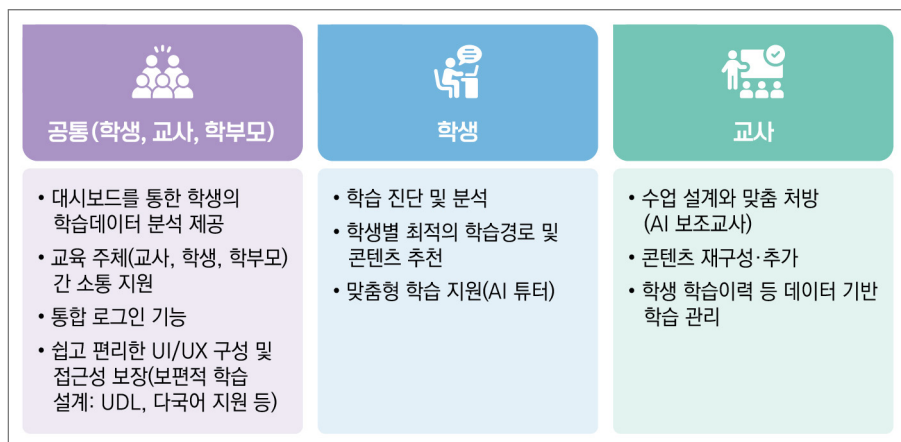 공통(학생, 교사, 학부모)
• 대시보드를 통한 학생의
학습데이터 분석 제공
• 교육 주체(교사, 학생, 학부모)
간 소통 지원
• 통합 로그인 기능
• 쉽고 편리한 UI/UX 구성 및
접근성 보장(보편적 학습
설계: UDL, 다국어 지원 등)
학생
• 학습 진단 및 분석
• 학생별 최적의 학습경로 및
콘텐츠 추천
• 맞춤형 학습 지원(AI 튜터)
교사
• 수업 설계와 맞춤 처방
(AI 보조교사)
• 콘텐츠 재구성·추가
• 학생 학습이력 등 데이터 기반
학습 관리